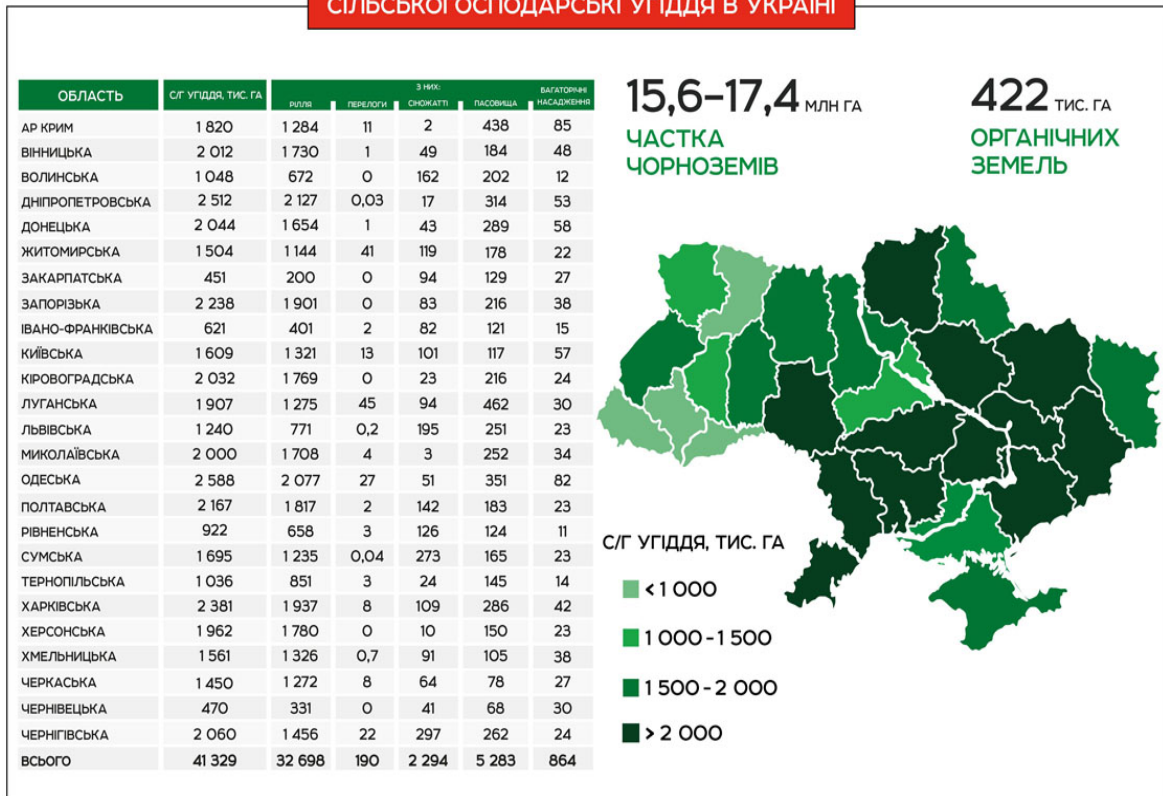 СІЛЬСЬКОГОСПОДАРСЬКІ УГІДДЯ В УКРАЇНІ
ОБЛАСТЬ С/Г УГІДДЯ, ТИС. ГА З НИХ:
РІЛЛЯ ПЕРЕЛОГИ СІНОЖАТТІ ПАСОВИЩА БАГАТОРІЧНІ НАСАДЖЕННЯ
АР КРИМ 1 820 1 284 11 2 438 85
ВІННИЦЬКА 2 012 1 730 1 49 184 48
ВОЛИНСЬКА 1 048 672 0 162 202 12
ДНІПРОПЕТРОВСЬКА 2 512 2 127 0,03 17 314 53
ДОНЕЦЬКА 2 044 1 654 1 43 289 58
ЖИТОМИРСЬКА 1 504 1 144 41 119 178 22
ЗАКАРПАТСЬКА 451 200 0 94 129 27
ЗАПОРІЗЬКА 2 238 1 901 0 83 216 38
ІВАНО-ФРАНКІВСЬКА 621 401 2 82 121 15
КИЇВСЬКА 1 609 1 321 13 101 117 57
КІРОВОГРАДСЬКА 2 032 1 769 0 23 216 24
ЛУГАНСЬКА 1 907 1 275 45 94 462 30
ЛЬВІВСЬКА 1 240 771 0,2 195 251 23
МИКОЛАЇВСЬКА 2 000 1 708 4 3 252 34
ОДЕСЬКА 2 588 2 077 27 51 351 82
ПОЛТАВСЬКА 2 167 1 817 2 142 183 23
РІВНЕНСЬКА 922 658 3 126 124 11
СУМСЬКА 1 695 1 235 0,04 273 165 23
ТЕРНОПІЛЬСЬКА 1 036 851 3 24 145 14
ХАРКІВСЬКА 2 381 1 937 8 109 286 42
ХЕРСОНСЬКА 1 962 1 780 0 10 150 23
ХМЕЛЬНИЦЬКА 1 561 1 326 0,7 91 105 38
ЧЕРКАСЬКА 1 450 1 272 8 64 78 27
ЧЕРНІВЕЦЬКА 470 331 0 41 68 30
ЧЕРНІГІВСЬКА 2 060 1 456 22 297 262 24
ВСЬОГО 41 329 32 698 190 2 294 5 283 864
15,6–17,4 МЛН ГА
ЧАСТКА
ЧОРНОЗЕМІВ
422 ТИС. ГА
ОРГАНІЧНИХ
ЗЕМЕЛЬ
С/Г УГІДДЯ, ТИС. ГА
< 1 000
1 000 - 1 500
1 500 - 2 000
> 2 000